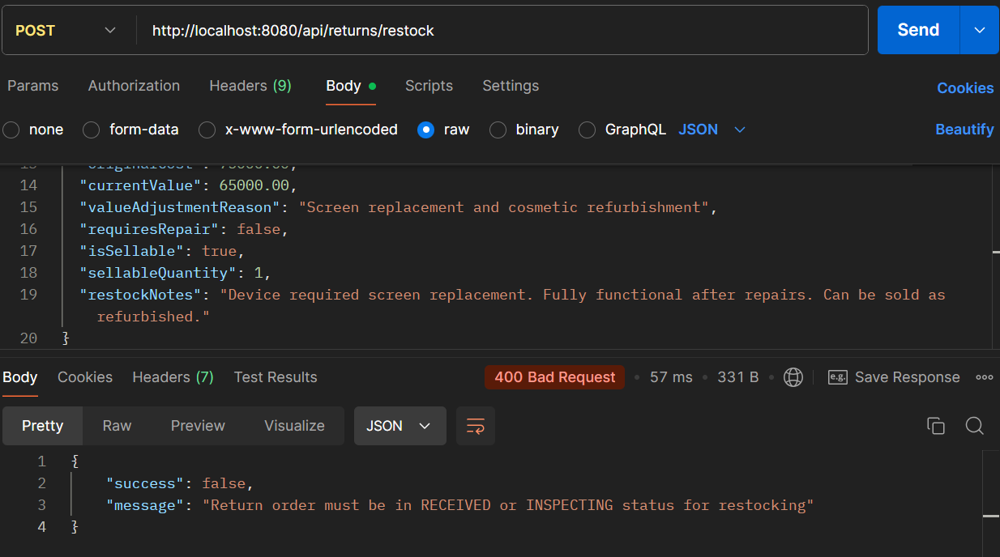 POST http://localhost:8080/api/returns/restock Send
Params Authorization Headers (9) Body Scripts Settings Cookies
none form-data x-www-form-urlencoded raw binary GraphQL JSON Beautify
14 "currentValue": 65000.00,
15 "valueAdjustmentReason": "Screen replacement and cosmetic refurbishment",
16 "requiresRepair": false,
17 "isSellable": true,
18 "sellableQuantity": 1,
19 "restockNotes": "Device required screen replacement. Fully functional after repairs. Can be sold as
refurbished."
20 }
Body Cookies Headers (7) Test Results 400 Bad Request • 57 ms • 331 B • e.g. Save Response
Pretty Raw Preview Visualize JSON
1 {
2 "success": false,
3 "message": "Return order must be in RECEIVED or INSPECTING status for restocking"
4 }